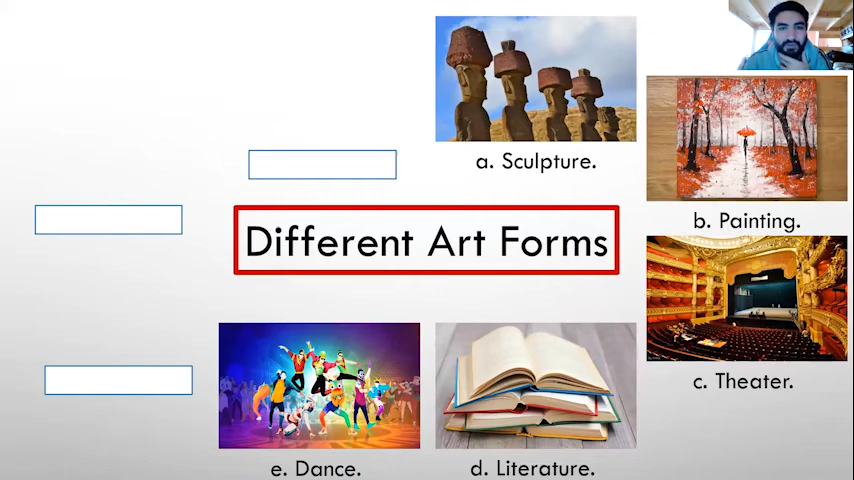 a. Sculpture.
b. Painting.
Different Art Forms
c. Theater.
e. Dance.
d. Literature.